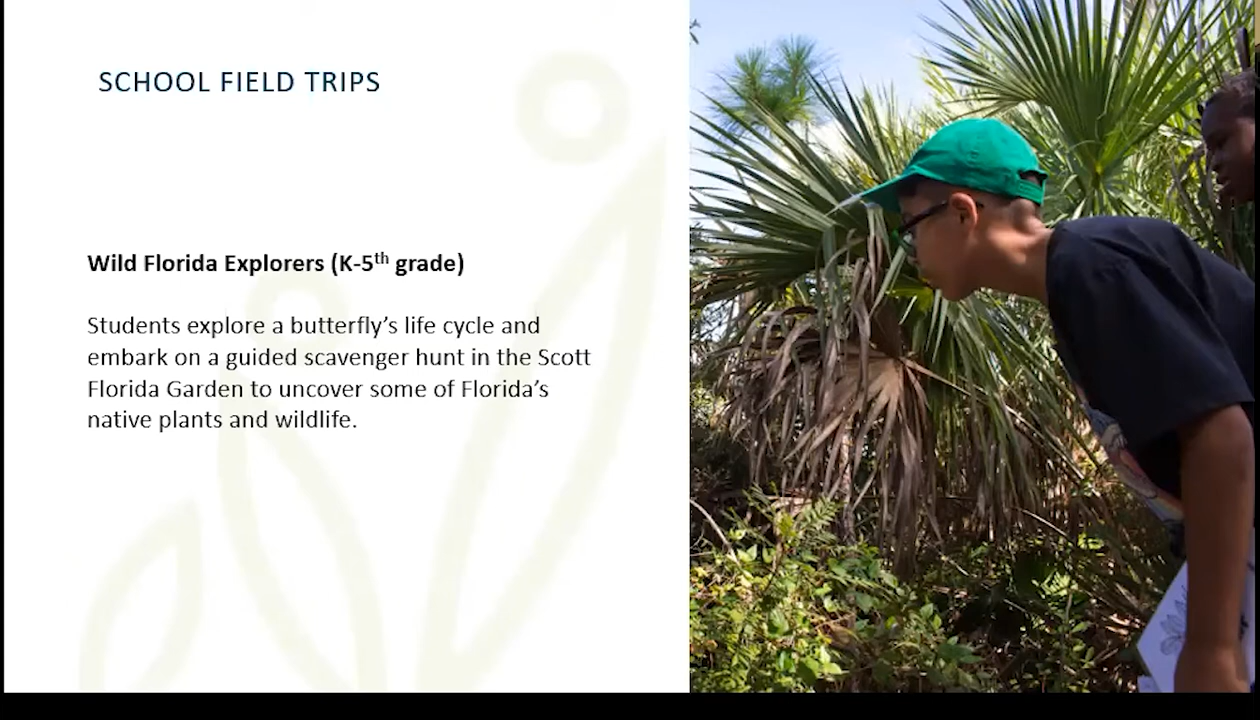 SCHOOL FIELD TRIPS
Wild Florida Explorers (K-5th grade)
Students explore a butterfly’s life cycle and
embark on a guided scavenger hunt in the Scott
Florida Garden to uncover some of Florida’s
native plants and wildlife.